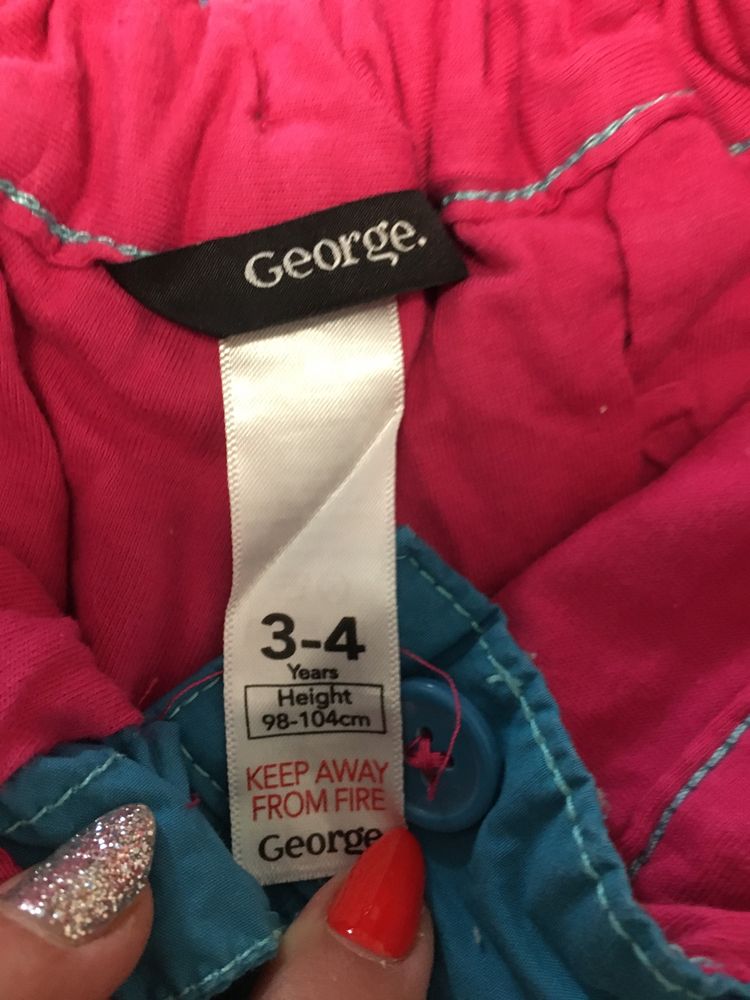 George.
3-4
Years
Height
98-104cm
KEEP AWAY
FROM FIRE
George